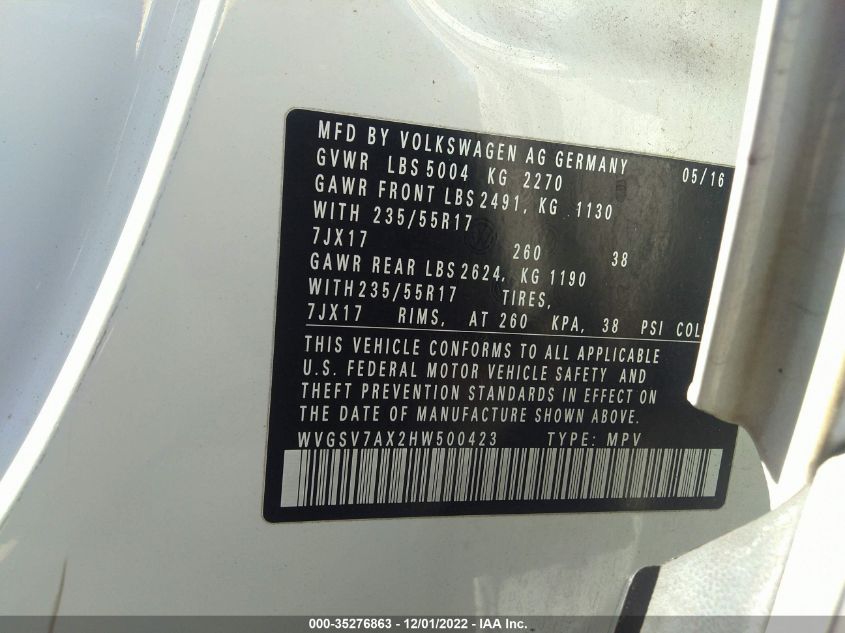 MFD BY VOLKSWAGEN AG GERMANY 05/16
GVWR LBS 5004 KG 2270
GAWR FRONT LBS 2491, KG 1130
WITH 235/55R17
7JX17 260 38
GAWR REAR LBS 2624, KG 1190
WITH 235/55R17 TIRES,
7JX17 RIMS, AT 260 KPA, 38 PSI COL
THIS VEHICLE CONFORMS TO ALL APPLICABLE
U.S. FEDERAL MOTOR VEHICLE SAFETY AND
THEFT PREVENTION STANDARDS IN EFFECT ON
THE DATE OF MANUFACTURE SHOWN ABOVE.
WVGSV7AX2HW500423 TYPE: MPV
000-35276863 - 12/01/2022 - IAA Inc.